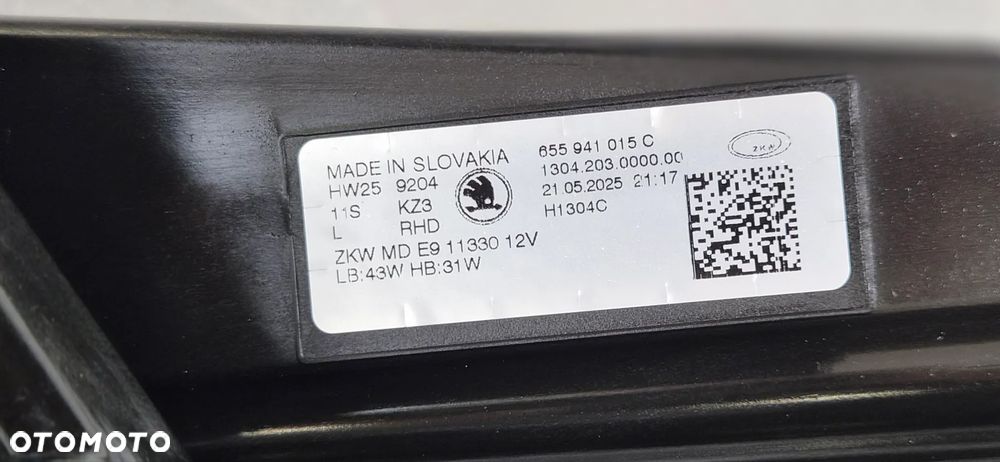 MADE IN SLOVAKIA
HW25 9204
11S KZ3
L RHD
ZKW MD E9 11330 12V
LB:43W HB:31W
655 941 015 C
1304.203.0000.00
21.05.2025 21:17
H1304C
ZKW
OTOMOTO